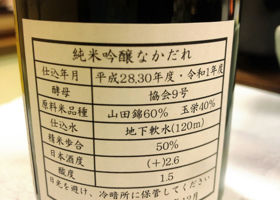 純米吟醸なかだれ
仕込年月 平成28,30年度・令和1年度
酵母 協会9号
原料米品種 山田錦60% 玉栄40%
仕込水 地下軟水(120m)
精米歩合 50%
日本酒度 (+)2.6
酸度 1.5
日光を避け、冷暗所に保管してください
12月